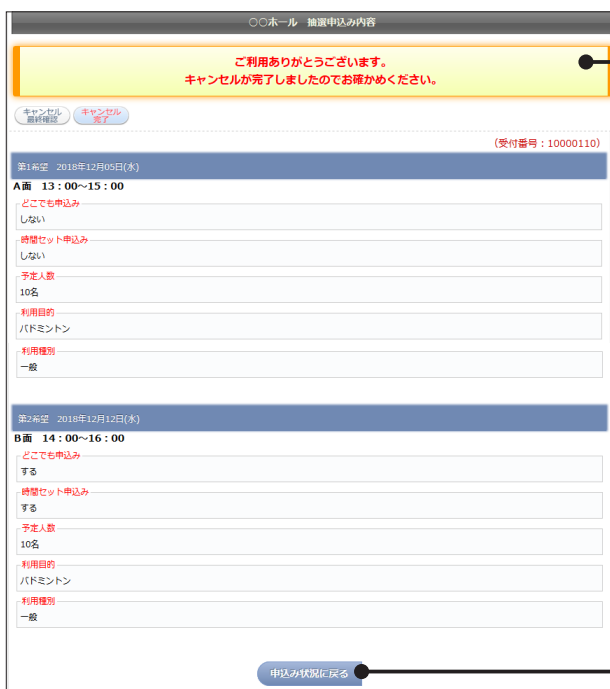 ○○ホール 抽選申込み内容
ご利用ありがとうございます。
キャンセルが完了しましたのでお確かめください。
キャンセル
最終確認
キャンセル
完了
（受付番号：10000110）
第1希望 2018年12月05日(水)
A面 13：00～15：00
どこでも申込み
しない
時間セット申込み
しない
予定人数
10名
利用目的
バドミントン
利用種別
一般
第2希望 2018年12月12日(水)
B面 14：00～16：00
どこでも申込み
する
時間セット申込み
する
予定人数
10名
利用目的
バドミントン
利用種別
一般
申込み状況に戻る